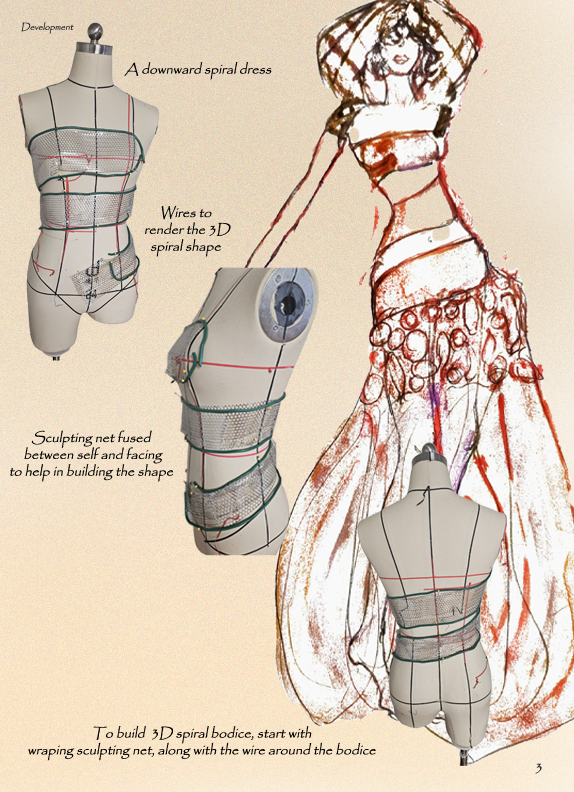 Development
A downward spiral dress
Wires to
render the 3D
spiral shape
Sculpting net fused
between self and facing
to help in building the shape
To build 3D spiral bodice, start with
wraping sculpting net, along with the wire around the bodice
3